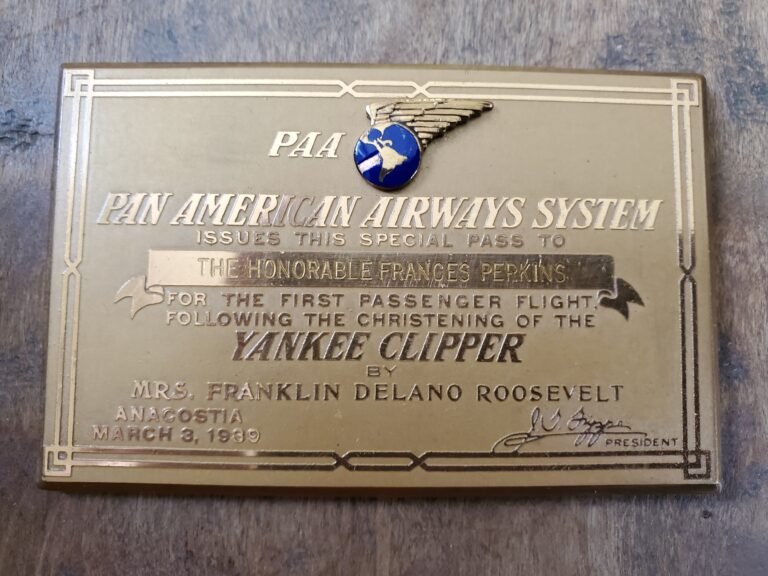 PAA
PAN AMERICAN AIRWAYS SYSTEM
ISSUES THIS SPECIAL PASS TO
THE HONORABLE FRANCES PERKINS
FOR THE FIRST PASSENGER FLIGHT,
FOLLOWING THE CHRISTENING OF THE
YANKEE CLIPPER
BY
MRS. FRANKLIN DELANO ROOSEVELT
ANACOSTIA
MARCH 3, 1939
J. T. Trippe
PRESIDENT